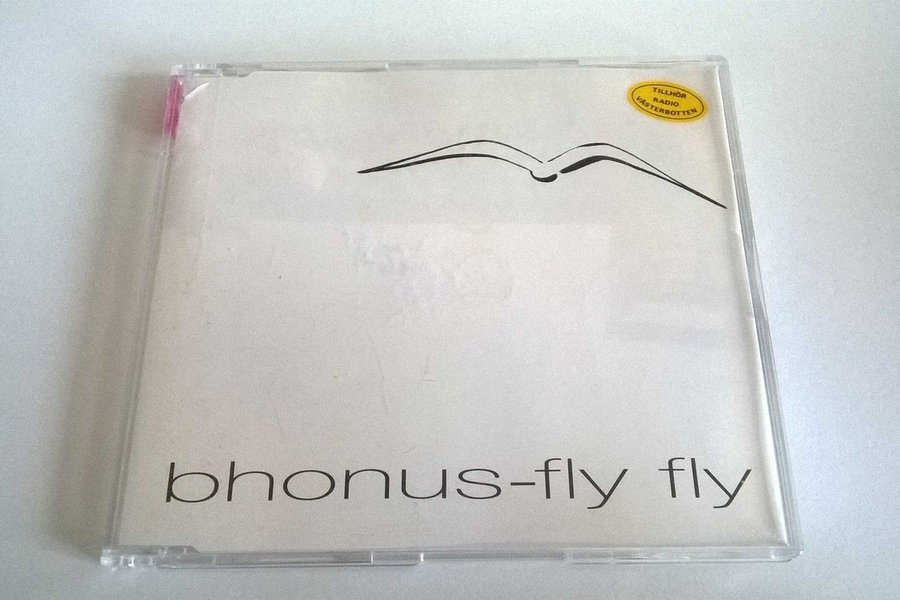 TILLHÖR
RADIO
VÄSTERBOTTEN
bhonus-fly fly